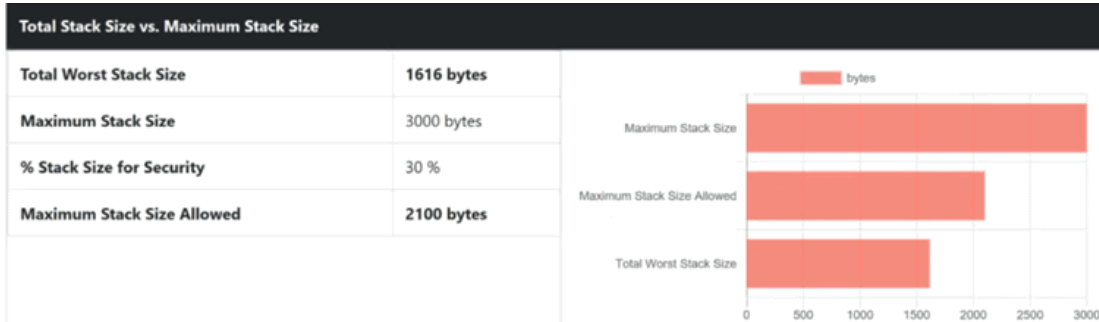 Total Stack Size vs. Maximum Stack Size
Total Worst Stack Size 1616 bytes
Maximum Stack Size 3000 bytes
% Stack Size for Security 30 %
Maximum Stack Size Allowed 2100 bytes
bytes
Maximum Stack Size
Maximum Stack Size Allowed
Total Worst Stack Size
0 500 1000 1500 2000 2500 3000